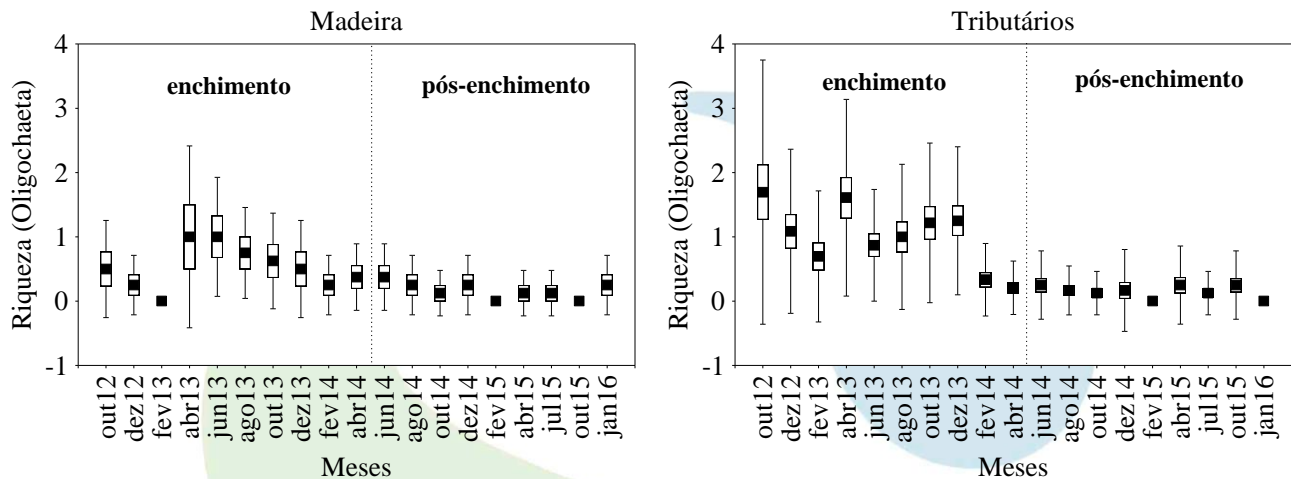 Madeira
Riqueza (Oligochaeta)
4
3
2
1
0
-1
enchimento
pós-enchimento
out12
dez12
fev13
abr13
jun13
ago13
out13
dez13
fev14
abr14
jun14
ago14
out14
dez14
fev15
abr15
jul15
out15
jan16
Meses
Tributários
Riqueza (Oligochaeta)
4
3
2
1
0
-1
enchimento
pós-enchimento
out12
dez12
fev13
abr13
jun13
ago13
out13
dez13
fev14
abr14
jun14
ago14
out14
dez14
fev15
abr15
jul15
out15
jan16
Meses